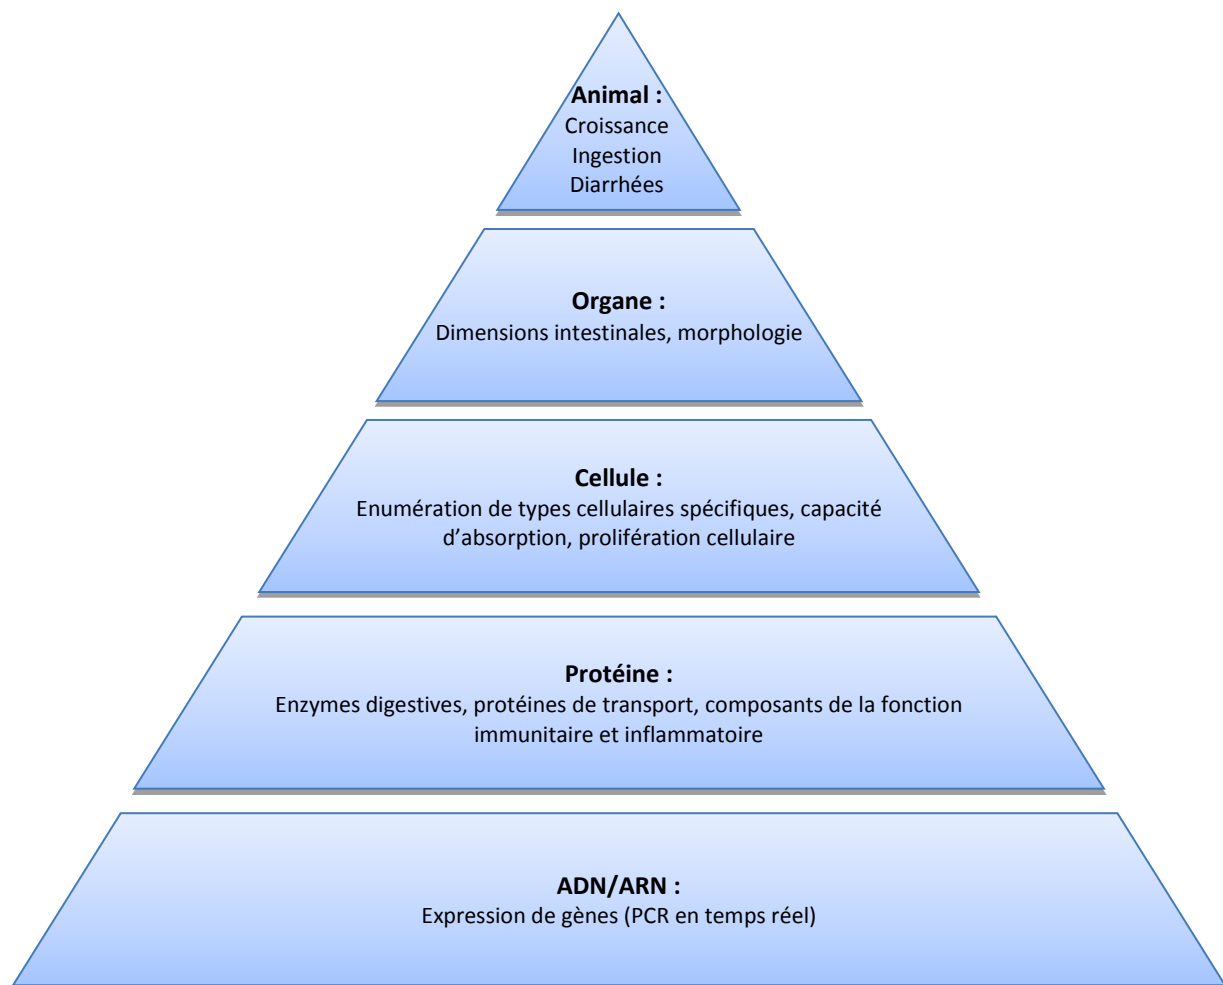 Animal :
Croissance
Ingestion
Diarrhées
Organe :
Dimensions intestinales, morphologie
Cellule :
Enumération de types cellulaires spécifiques, capacité
d’absorption, prolifération cellulaire
Protéine :
Enzymes digestives, protéines de transport, composants de la fonction
immunitaire et inflammatoire
ADN/ARN :
Expression de gènes (PCR en temps réel)